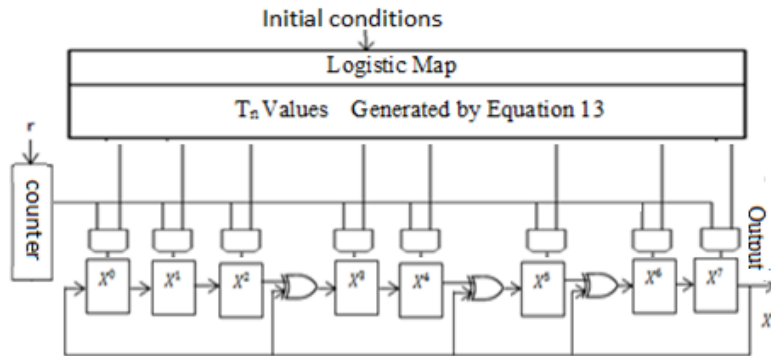 Initial conditions
Logistic Map
Tₙ Values Generated by Equation 13
r
counter
Output
X⁰ X¹ X² X³ X⁴ X⁵ X⁶ X⁷
X